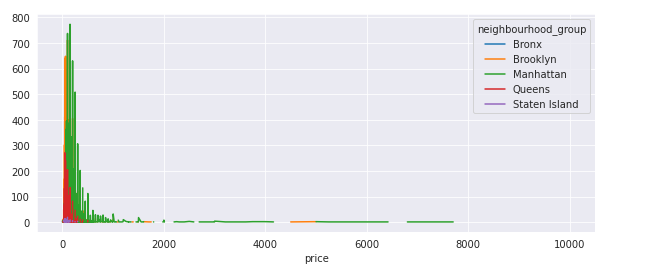 800
700
600
500
400
300
200
100
0
0 2000 4000 6000 8000 10000
price
neighbourhood_group
Bronx
Brooklyn
Manhattan
Queens
Staten Island